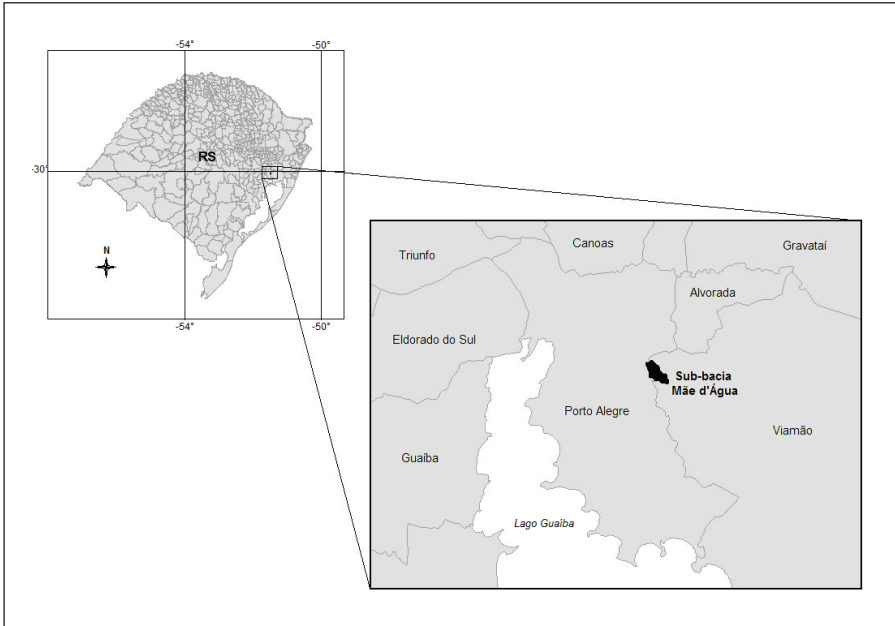 -54°
-50°
RS
-30°
N
-54°
-50°
Canoas
Gravataí
Triunfo
Alvorada
Eldorado do Sul
Sub-bacia
Mãe d'Água
Porto Alegre
Viamão
Guaíba
Lago Guaíba